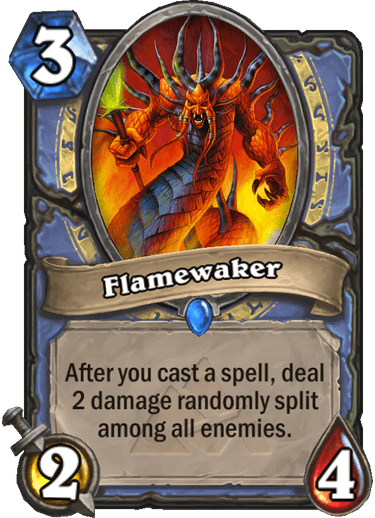 3
Flamewaker
After you cast a spell, deal
2 damage randomly split
among all enemies.
2
4